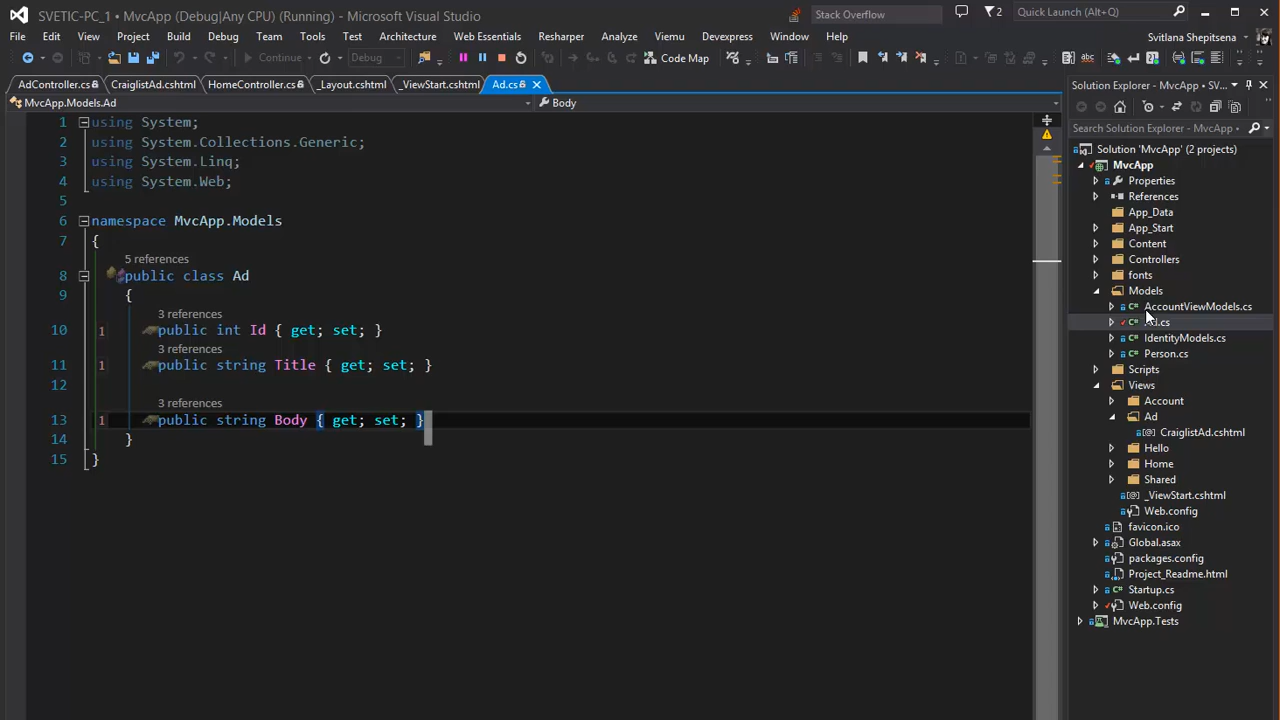 SVETIC-PC_1 - MvcApp (Debug|Any CPU) (Running) - Microsoft Visual Studio
Stack Overflow
2
Quick Launch (Alt+Q)
File Edit View Project Build Debug Team Tools Test Architecture Web Essentials Resharper Analyze Viemu Devexpress Window Help
Svitlana Shepitsena
Continue Debug Code Map
AdController.cs CraiglistAd.cshtml HomeController.cs _Layout.cshtml _ViewStart.cshtml Ad.cs
MvcApp.Models.Ad Body
1 using System;
2 using System.Collections.Generic;
3 using System.Linq;
4 using System.Web;
5
6 namespace MvcApp.Models
7 {
5 references
8 public class Ad
9 {
3 references
10 1 public int Id { get; set; }
3 references
11 1 public string Title { get; set; }
12
3 references
13 1 public string Body { get; set; }
14 }
15 }
Solution Explorer - MvcApp - SV...
Search Solution Explorer - MvcApp
Solution 'MvcApp' (2 projects)
MvcApp
Properties
References
App_Data
App_Start
Content
Controllers
fonts
Models
AccountViewModels.cs
Ad.cs
IdentityModels.cs
Person.cs
Scripts
Views
Account
Ad
CraiglistAd.cshtml
Hello
Home
Shared
_ViewStart.cshtml
Web.config
favicon.ico
Global.asax
packages.config
Project_Readme.html
Startup.cs
Web.config
MvcApp.Tests